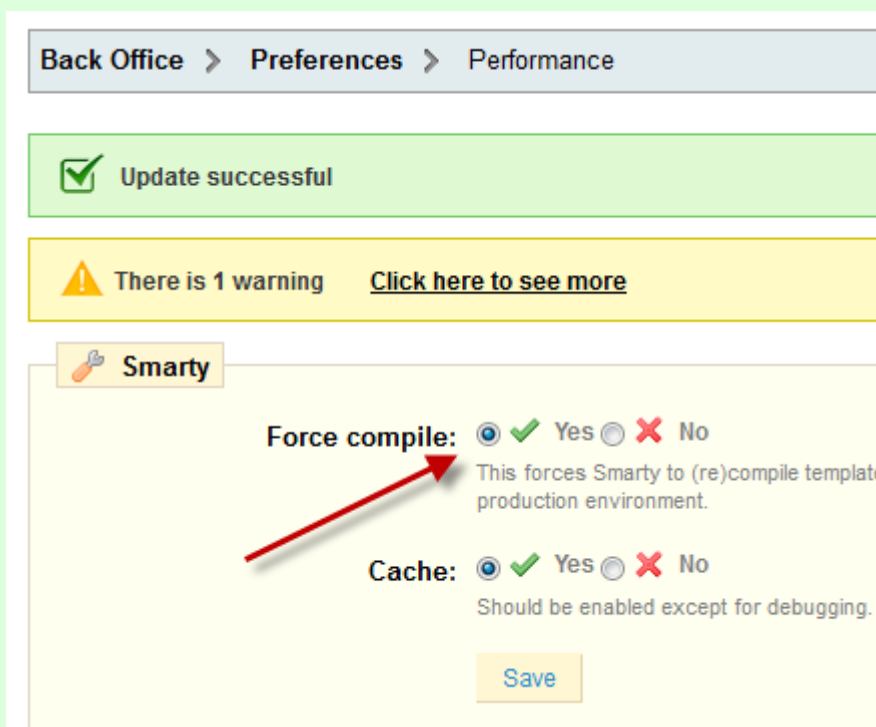 Back Office > Preferences > Performance
Update successful
There is 1 warning Click here to see more
Smarty
Force compile: Yes No
This forces Smarty to (re)compile template
production environment.
Cache: Yes No
Should be enabled except for debugging.
Save